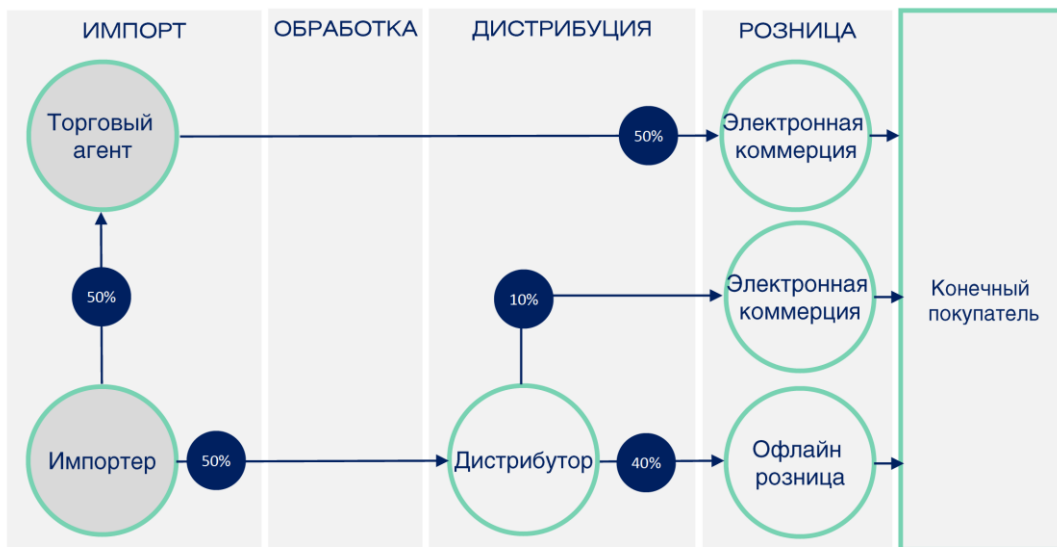 ИМПОРТ
ОБРАБОТКА
ДИСТРИБУЦИЯ
РОЗНИЦА
Торговый
агент
50%
Электронная
коммерция
50%
10%
Электронная
коммерция
Конечный
покупатель
Импортер
50%
Дистрибутор
40%
Офлайн
розница